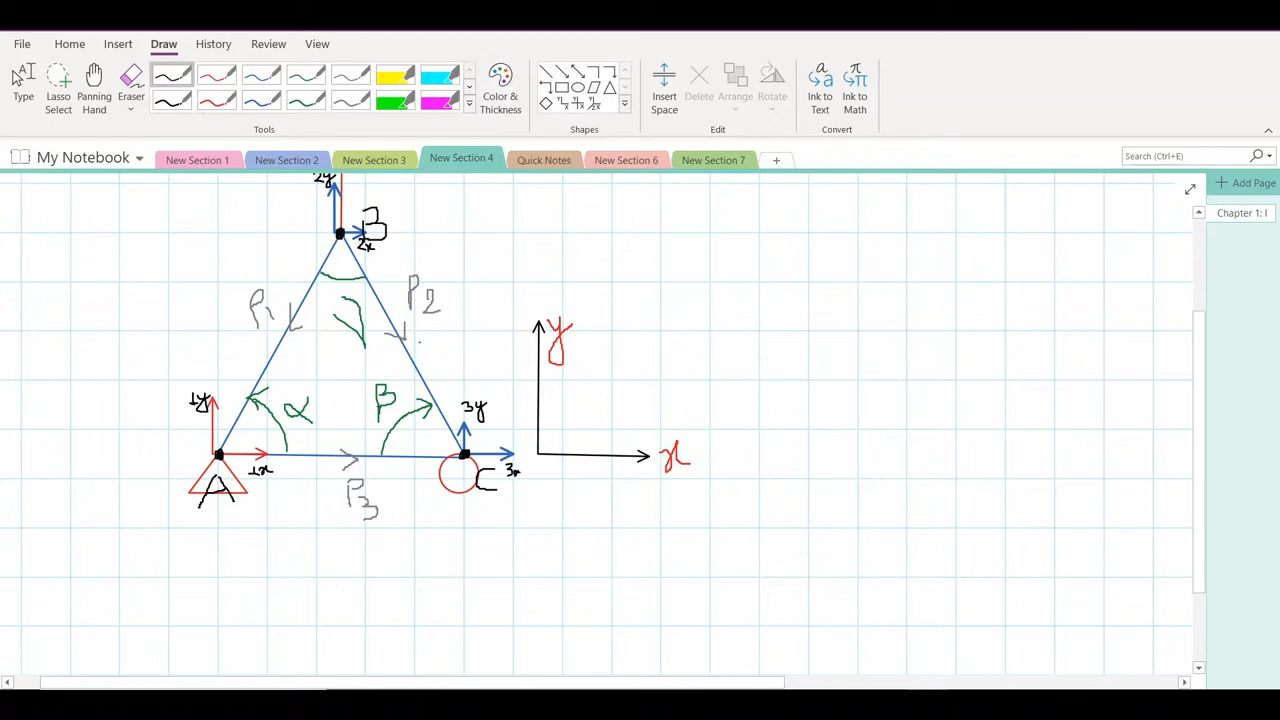 File Home Insert Draw History Review View
Type
Lasso Select
Panning Hand
Eraser
Color & Thickness
Insert Space
Delete
Arrange
Rotate
Ink to Text
Ink to Math
Tools
Shapes
Edit
Convert
My Notebook
New Section 1
New Section 2
New Section 3
New Section 4
Quick Notes
New Section 6
New Section 7
+
Search (Ctrl+E)
+ Add Page
Chapter 1: I
2y
B
2x
P1
P2
y
1y
α
β
3y
x
1x
3x
A
C
P3